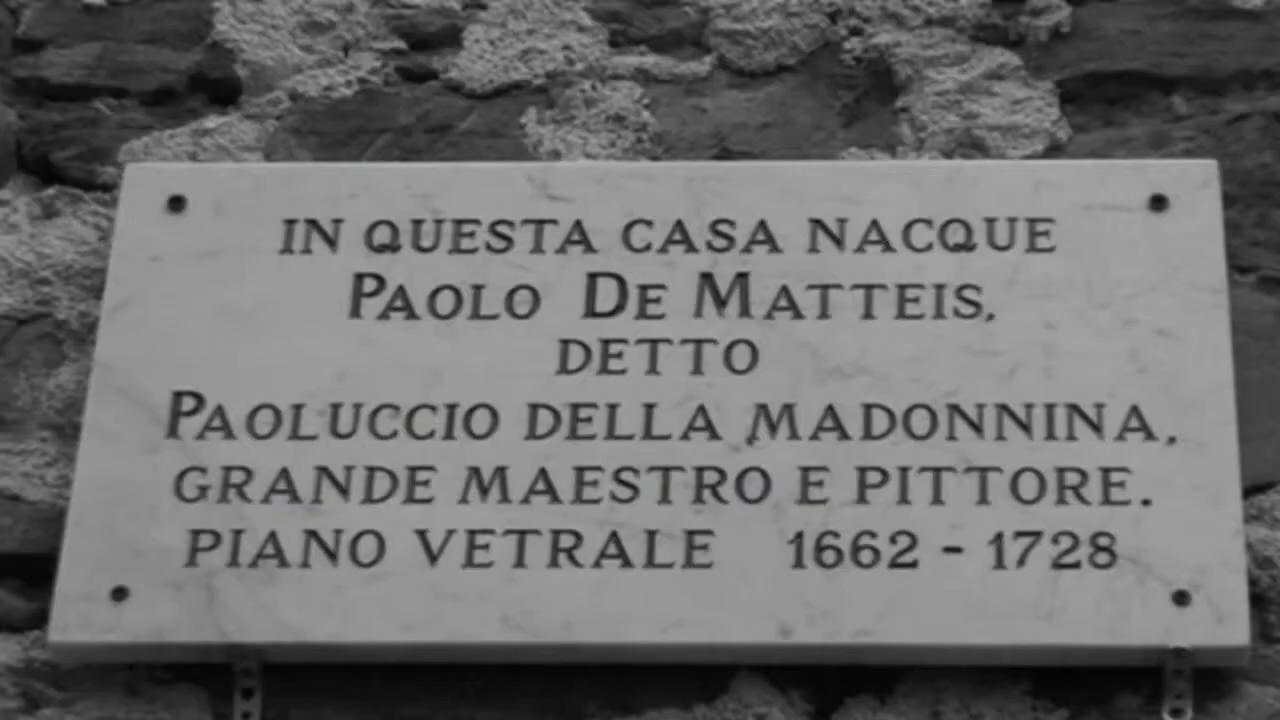 IN QUESTA CASA NACQUE
PAOLO DE MATTEIS,
DETTO
PAOLUCCIO DELLA MADONNINA,
GRANDE MAESTRO E PITTORE.
PIANO VETRALE 1662 - 1728